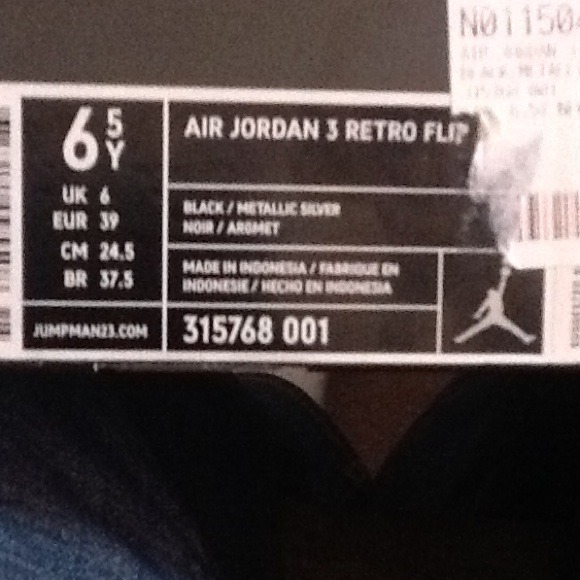 N01150
6 5 Y
UK 6
EUR 39
CM 24.5
BR 37.5
JUMPMAN23.COM
AIR JORDAN 3 RETRO FLIP
BLACK / METALLIC SILVER
NOIR / ARGMET
MADE IN INDONESIA / FABRIQUE EN
INDONESIE / HECHO EN INDONESIA
315768 001